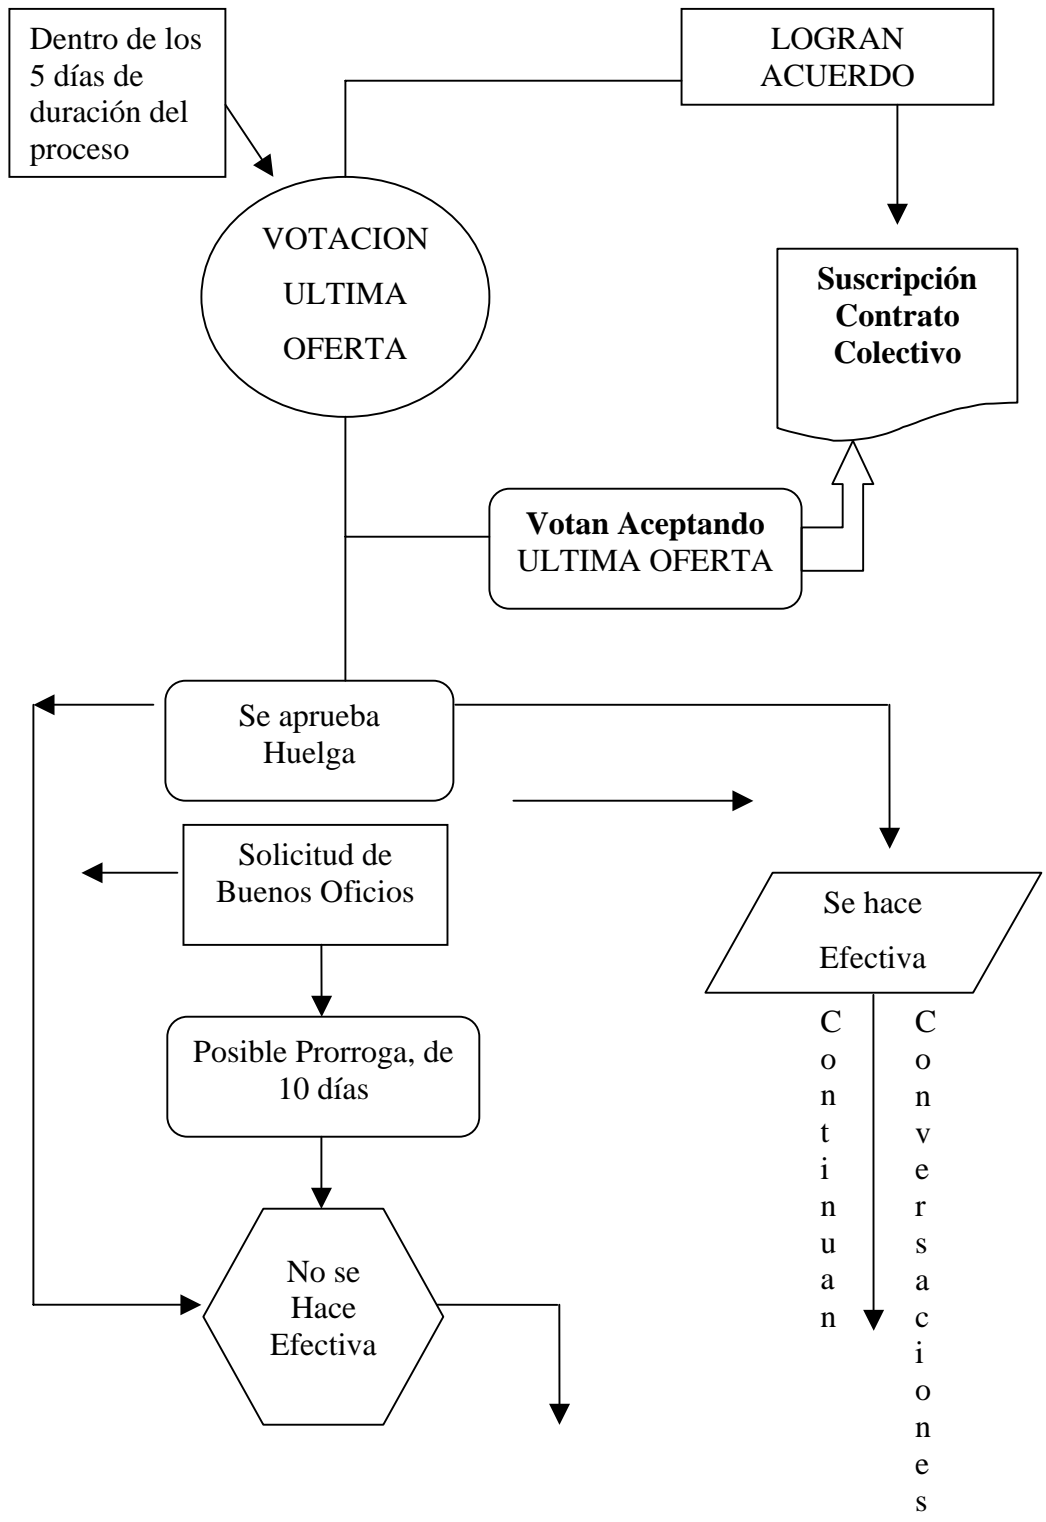 Dentro de los
5 días de
duración del
proceso
LOGRAN
ACUERDO
VOTACION
ULTIMA
OFERTA
Suscripción
Contrato
Colectivo
Votan Aceptando
ULTIMA OFERTA
Se aprueba
Huelga
Solicitud de
Buenos Oficios
Se hace
Efectiva
Posible Prorroga, de
10 días
Continuan
Conversaciones
No se
Hace
Efectiva